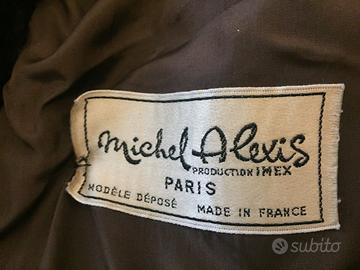 Michel Alexis
PRODUCTION IMEX
PARIS
MODÈLE DÉPOSÉ MADE IN FRANCE
subito